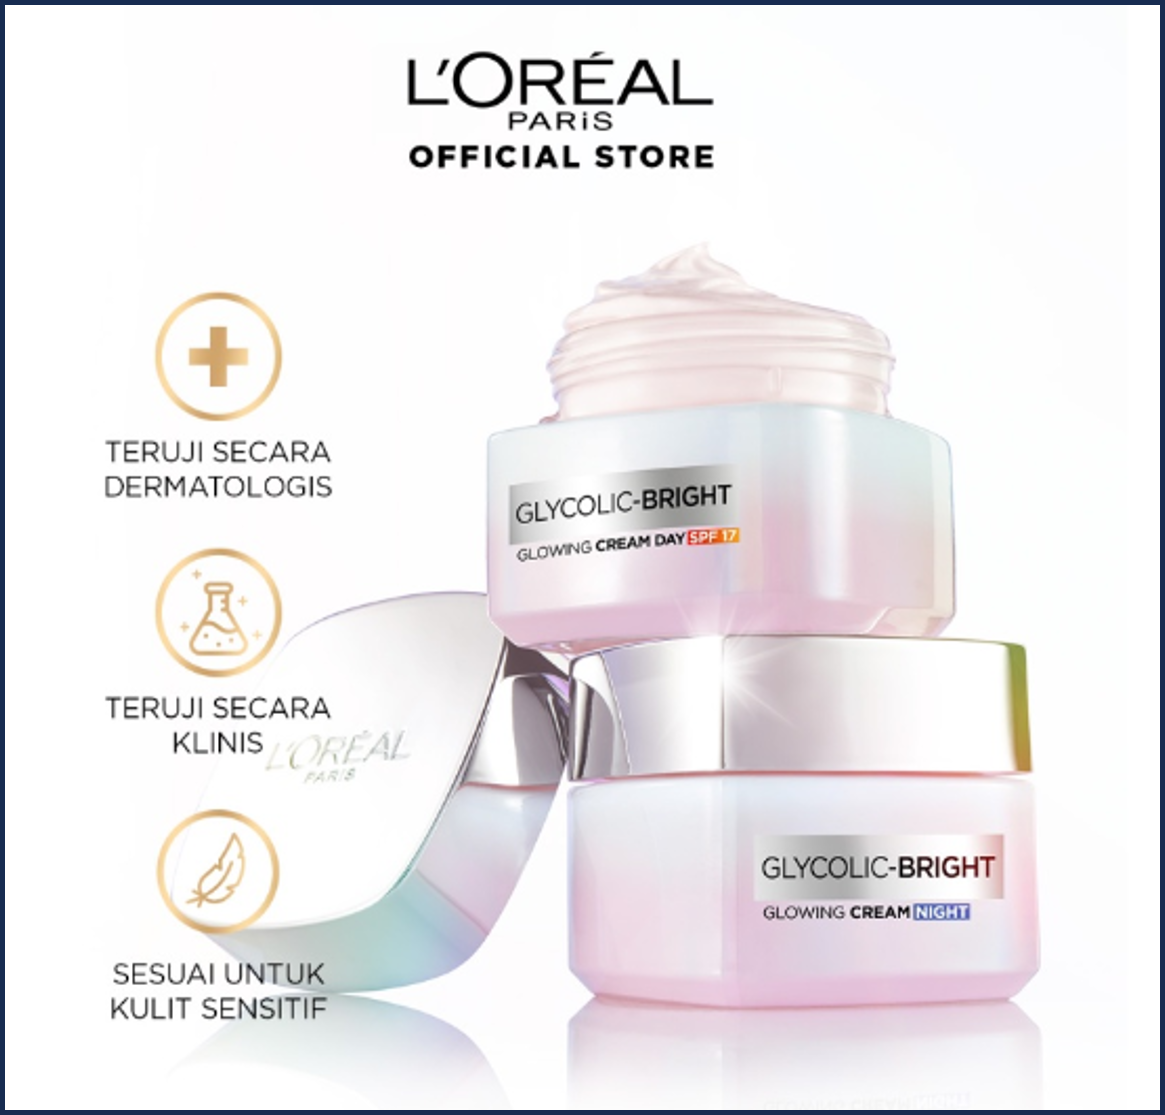 L'ORÉAL
PARiS
OFFICIAL STORE
TERUJI SECARA
DERMATOLOGIS
TERUJI SECARA
KLINIS
SESUAI UNTUK
KULIT SENSITIF
GLYCOLIC-BRIGHT
GLOWING CREAM DAY SPF 17
L'ORÉAL
PARiS
GLYCOLIC-BRIGHT
GLOWING CREAM NIGHT